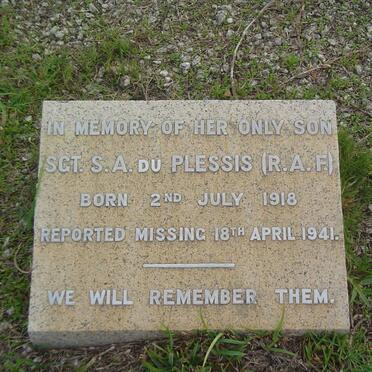 IN MEMORY OF HER ONLY SON
SGT. S.A. DU PLESSIS (R.A.F)
BORN 2ND JULY 1918
REPORTED MISSING 18TH APRIL 1941.
WE WILL REMEMBER THEM.